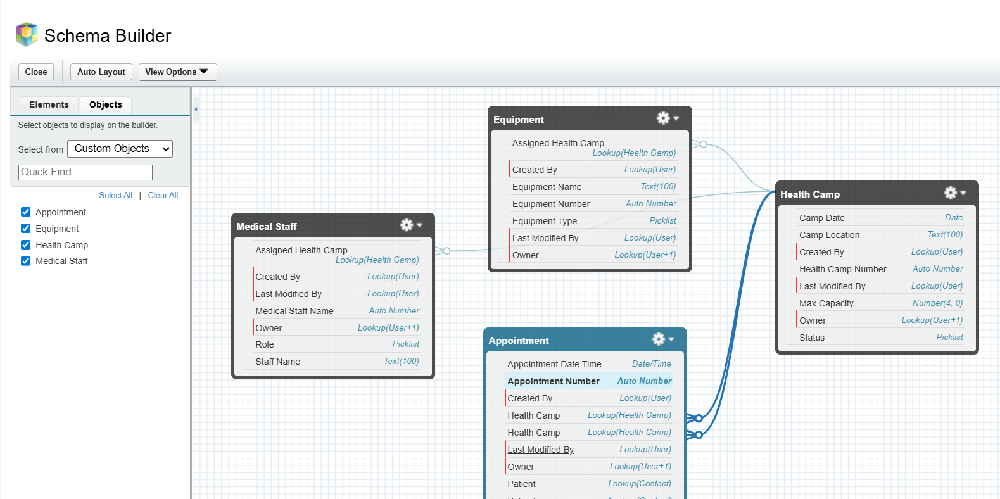 Schema Builder
Close
Auto-Layout
View Options
Elements
Objects
Select objects to display on the builder.
Select from Custom Objects
Quick Find...
Select All | Clear All
Appointment
Equipment
Health Camp
Medical Staff
Medical Staff
Assigned Health Camp
Lookup(Health Camp)
Created By Lookup(User)
Last Modified By Lookup(User)
Medical Staff Name Auto Number
Owner Lookup(User+1)
Role Picklist
Staff Name Text(100)
Equipment
Assigned Health Camp
Lookup(Health Camp)
Created By Lookup(User)
Equipment Name Text(100)
Equipment Number Auto Number
Equipment Type Picklist
Last Modified By Lookup(User)
Owner Lookup(User+1)
Appointment
Appointment Date Time Date/Time
Appointment Number Auto Number
Created By Lookup(User)
Health Camp Lookup(Health Camp)
Health Camp Lookup(Health Camp)
Last Modified By Lookup(User)
Owner Lookup(User+1)
Patient Lookup(Contact)
Health Camp
Camp Date Date
Camp Location Text(100)
Created By Lookup(User)
Health Camp Number Auto Number
Last Modified By Lookup(User)
Max Capacity Number(4, 0)
Owner Lookup(User+1)
Status Picklist